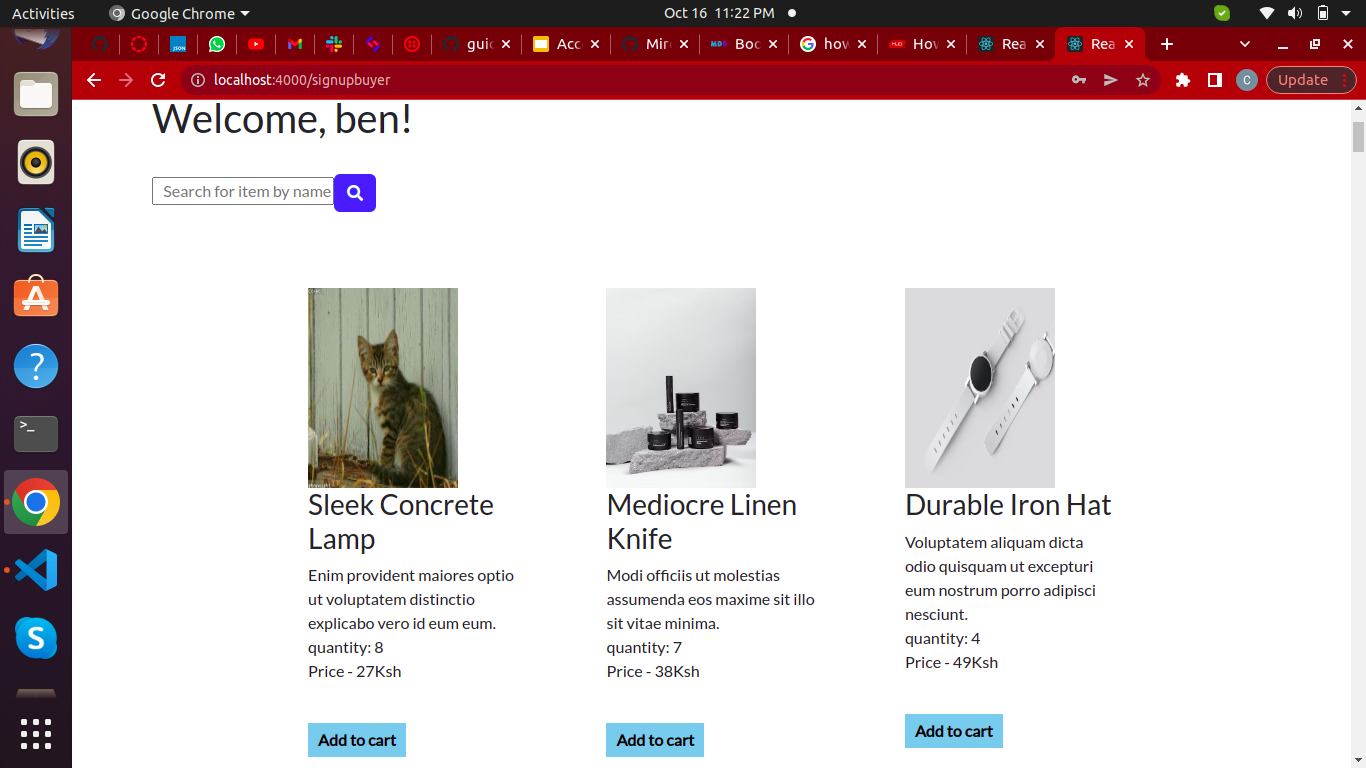 Activities
Google Chrome
Oct 16 11:22 PM
JSON
guid
Acc
Mir
MDB
Boc
how
Hov
Rea
Rea
localhost:4000/signupbuyer
C
Update
Welcome, ben!
Search for item by name
Sleek Concrete
Lamp
Enim provident maiores optio
ut voluptatem distinctio
explicabo vero id eum eum.
quantity: 8
Price - 27Ksh
Add to cart
Mediocre Linen
Knife
Modi officiis ut molestias
assumenda eos maxime sit illo
sit vitae minima.
quantity: 7
Price - 38Ksh
Add to cart
Durable Iron Hat
Voluptatem aliquam dicta
odio quisquam ut excepturi
eum nostrum porro adipisci
nesciunt.
quantity: 4
Price - 49Ksh
Add to cart